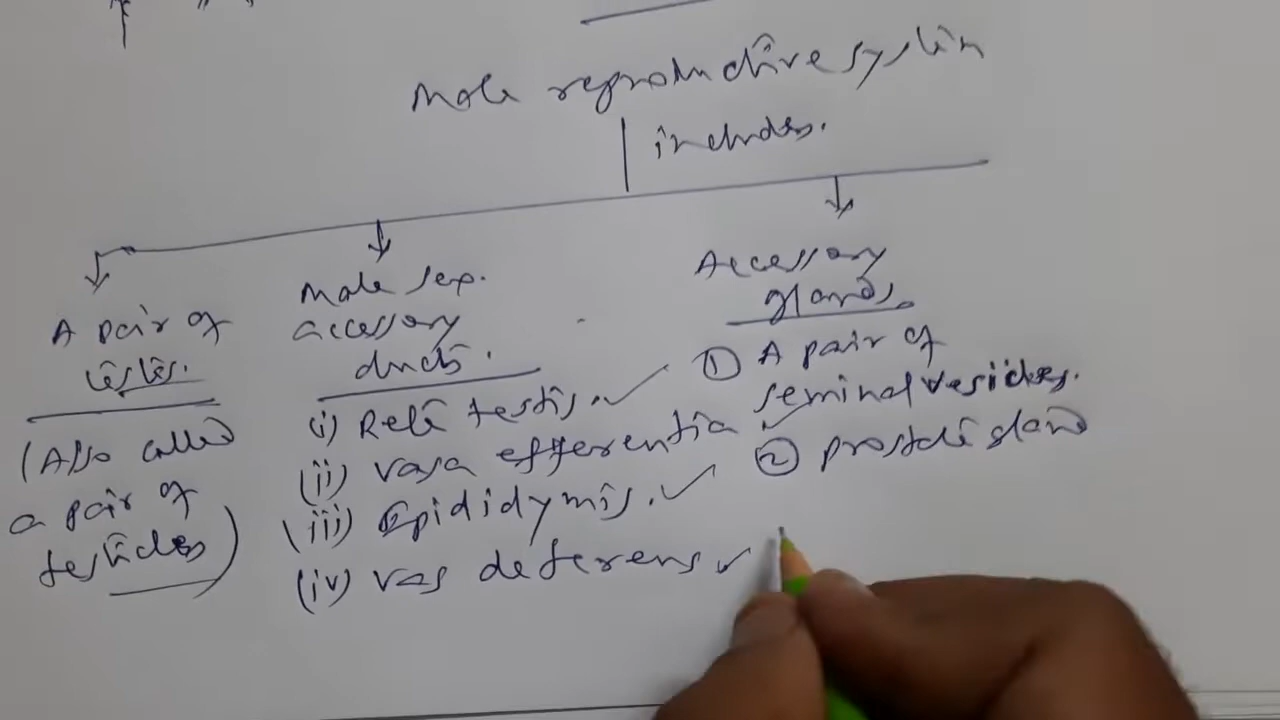 Male reproductive system
includes.
A pair of
testes.
(Also called
a pair of
testicles)
Male sex.
accessory
ducts.
(i) Rete testis.
(ii) vasa efferentia
(iii) Epididymis.
(iv) vas deferens
Accessory
glands.
① A pair of
seminal vesicles.
② prostate gland